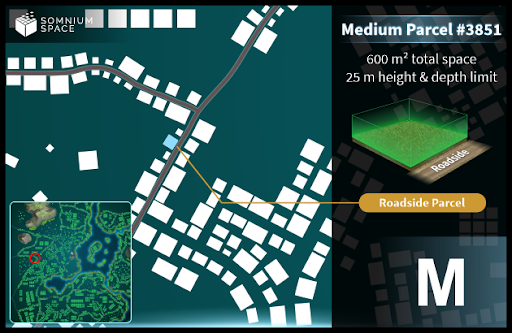 SOMNIUM
SPACE
Medium Parcel #3851
600 m² total space
25 m height & depth limit
Roadside
Roadside Parcel
M